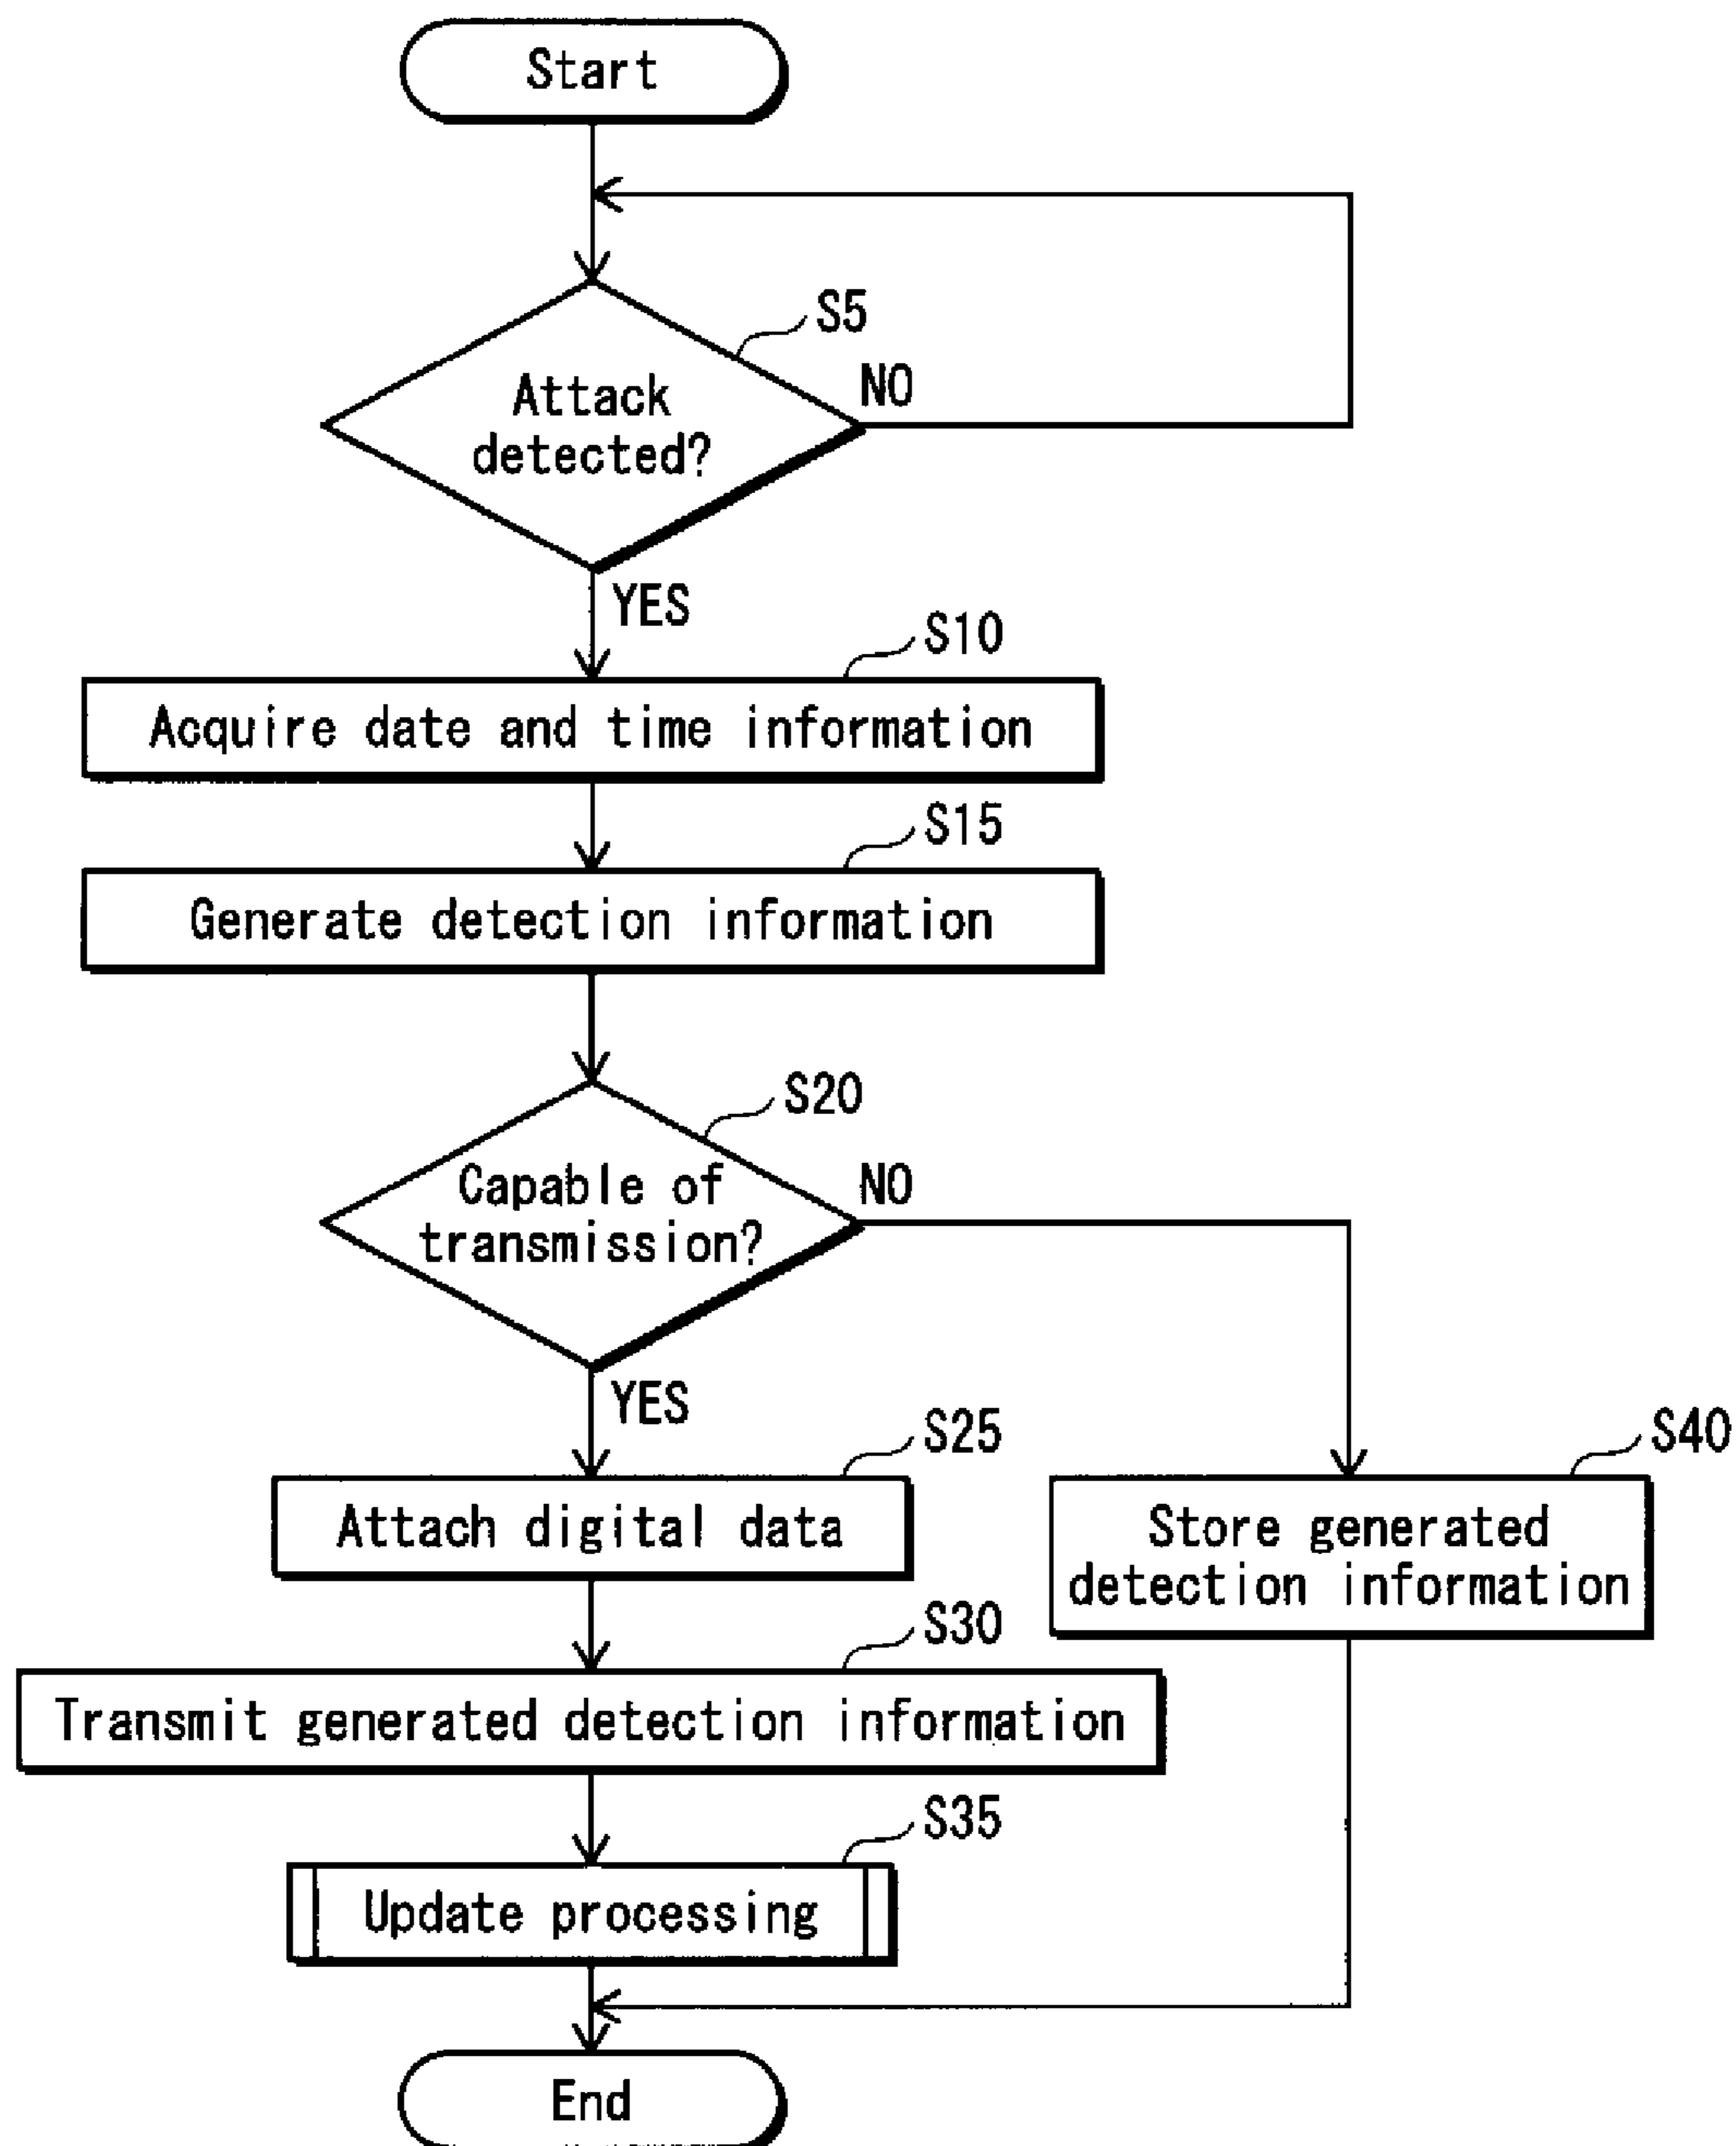 Start
S5
Attack
detected?
NO
YES
S10
Acquire date and time information
S15
Generate detection information
S20
Capable of
transmission?
NO
YES
S25
Attach digital data
S40
Store generated
detection information
S30
Transmit generated detection information
S35
Update processing
End